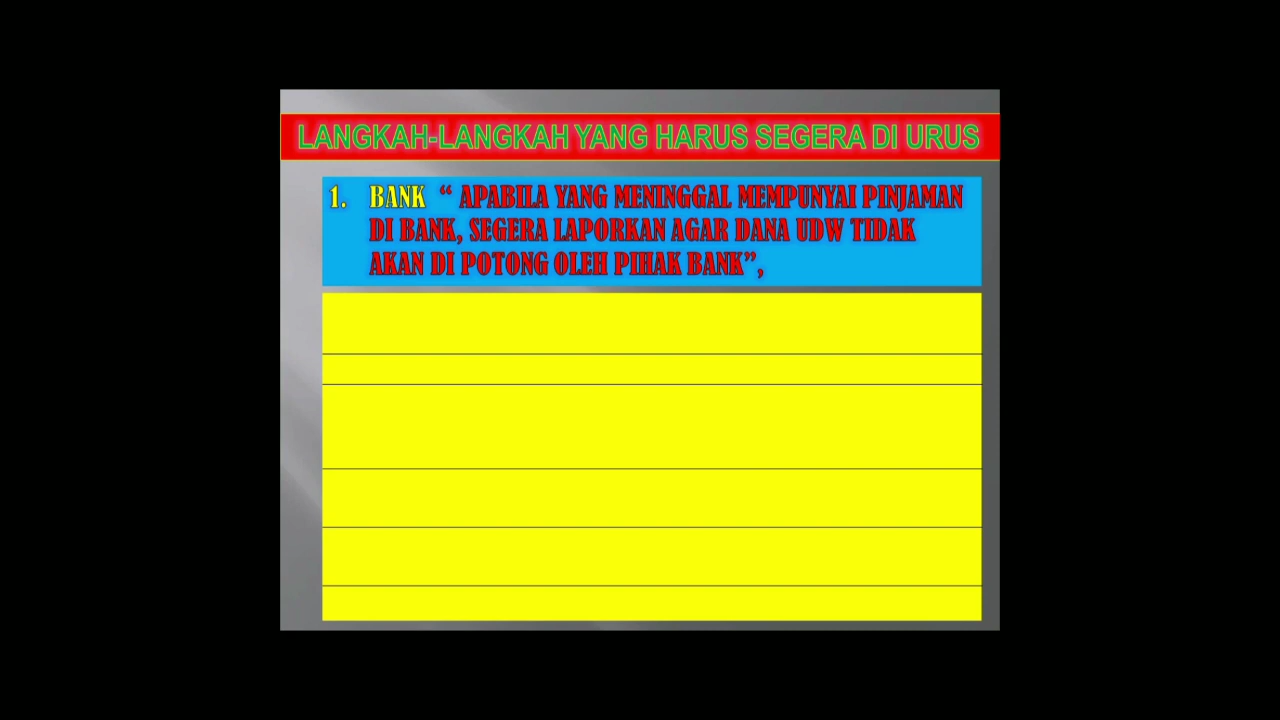 LANGKAH-LANGKAH YANG HARUS SEGERA DI URUS
1. BANK “ APABILA YANG MENINGGAL MEMPUNYAI PINJAMAN
DI BANK, SEGERA LAPORKAN AGAR DANA UDW TIDAK
AKAN DI POTONG OLEH PIHAK BANK”,